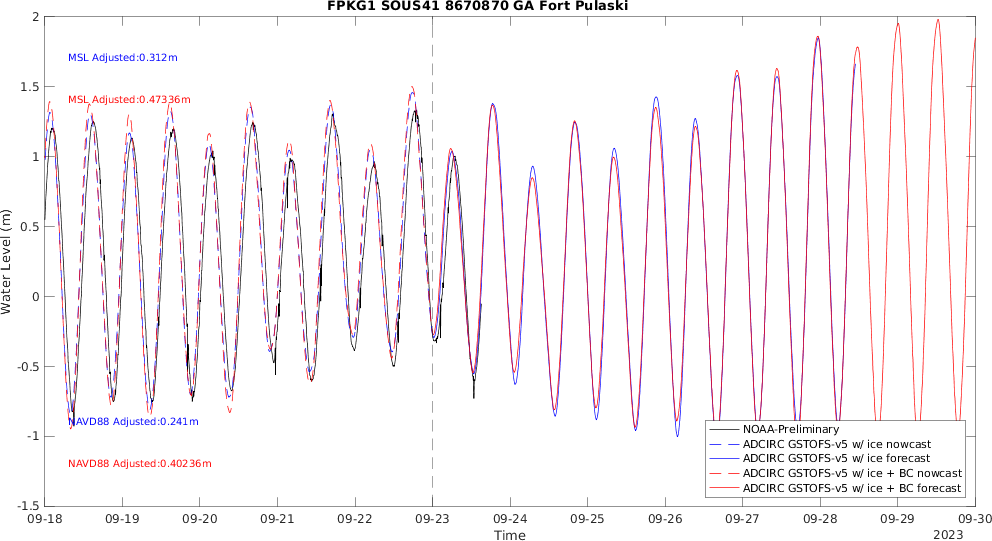 FPKG1 SOUS41 8670870 GA Fort Pulaski
2
1.5
1
0.5
0
-0.5
-1
-1.5
Water Level (m)
MSL Adjusted:0.312m
MSL Adjusted:0.47336m
NAVD88 Adjusted:0.241m
NAVD88 Adjusted:0.40236m
NOAA-Preliminary
ADCIRC GSTOFS-v5 w/ ice nowcast
ADCIRC GSTOFS-v5 w/ ice forecast
ADCIRC GSTOFS-v5 w/ ice + BC nowcast
ADCIRC GSTOFS-v5 w/ ice + BC forecast
09-18 09-19 09-20 09-21 09-22 09-23 09-24 09-25 09-26 09-27 09-28 09-29 09-30
Time
2023